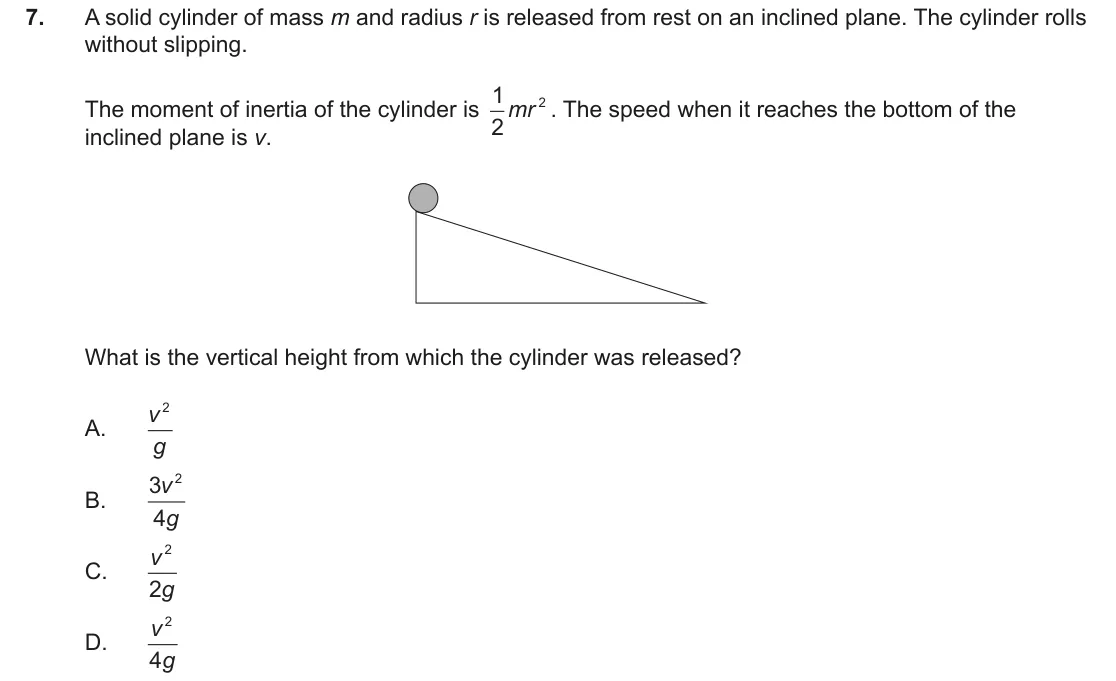 7. A solid cylinder of mass m and radius r is released from rest on an inclined plane. The cylinder rolls
without slipping.
The moment of inertia of the cylinder is 1/2 mr². The speed when it reaches the bottom of the
inclined plane is v.
What is the vertical height from which the cylinder was released?
A. v²/g
B. 3v²/4g
C. v²/2g
D. v²/4g